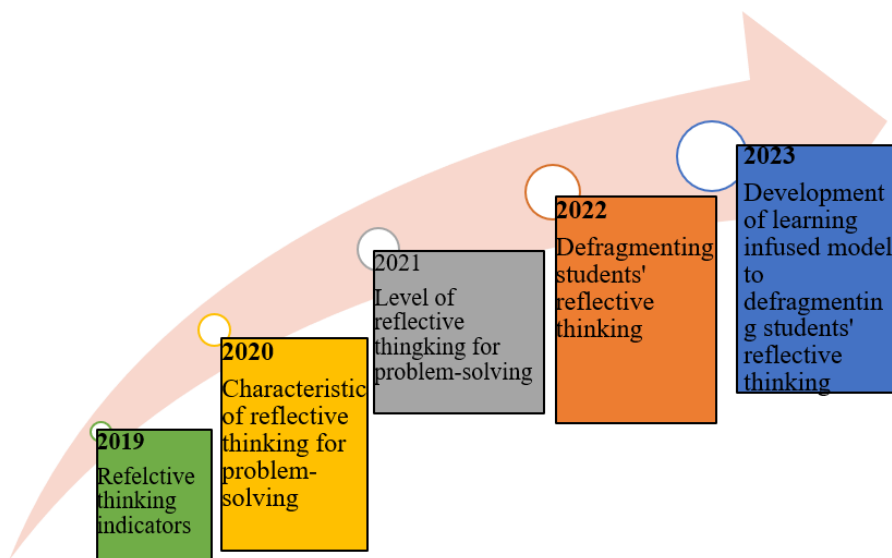 2019
Refelctive
thinking
indicators
2020
Characteristic
of reflective
thinking for
problem-
solving
2021
Level of
reflective
thingking for
problem-solving
2022
Defragmenting
students'
reflective
thinking
2023
Development
of learning
infused model
to
defragmentin
g students'
reflective
thinking